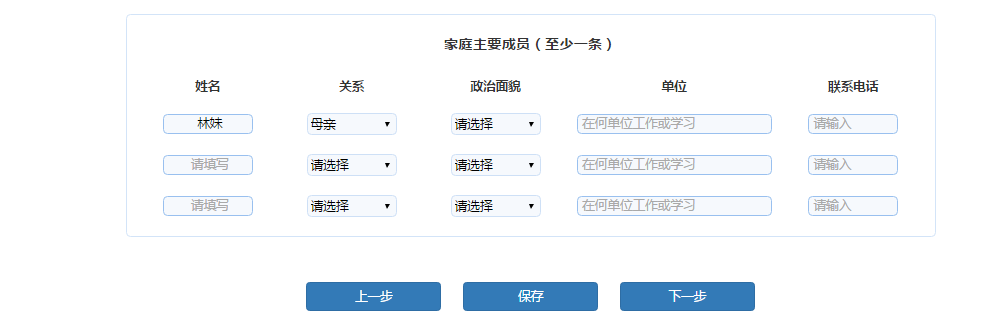 家庭主要成员（至少一条）
姓名 关系 政治面貌 单位 联系电话
林妹 母亲 请选择 在何单位工作或学习 请输入
请填写 请选择 请选择 在何单位工作或学习 请输入
请填写 请选择 请选择 在何单位工作或学习 请输入
上一步 保存 下一步